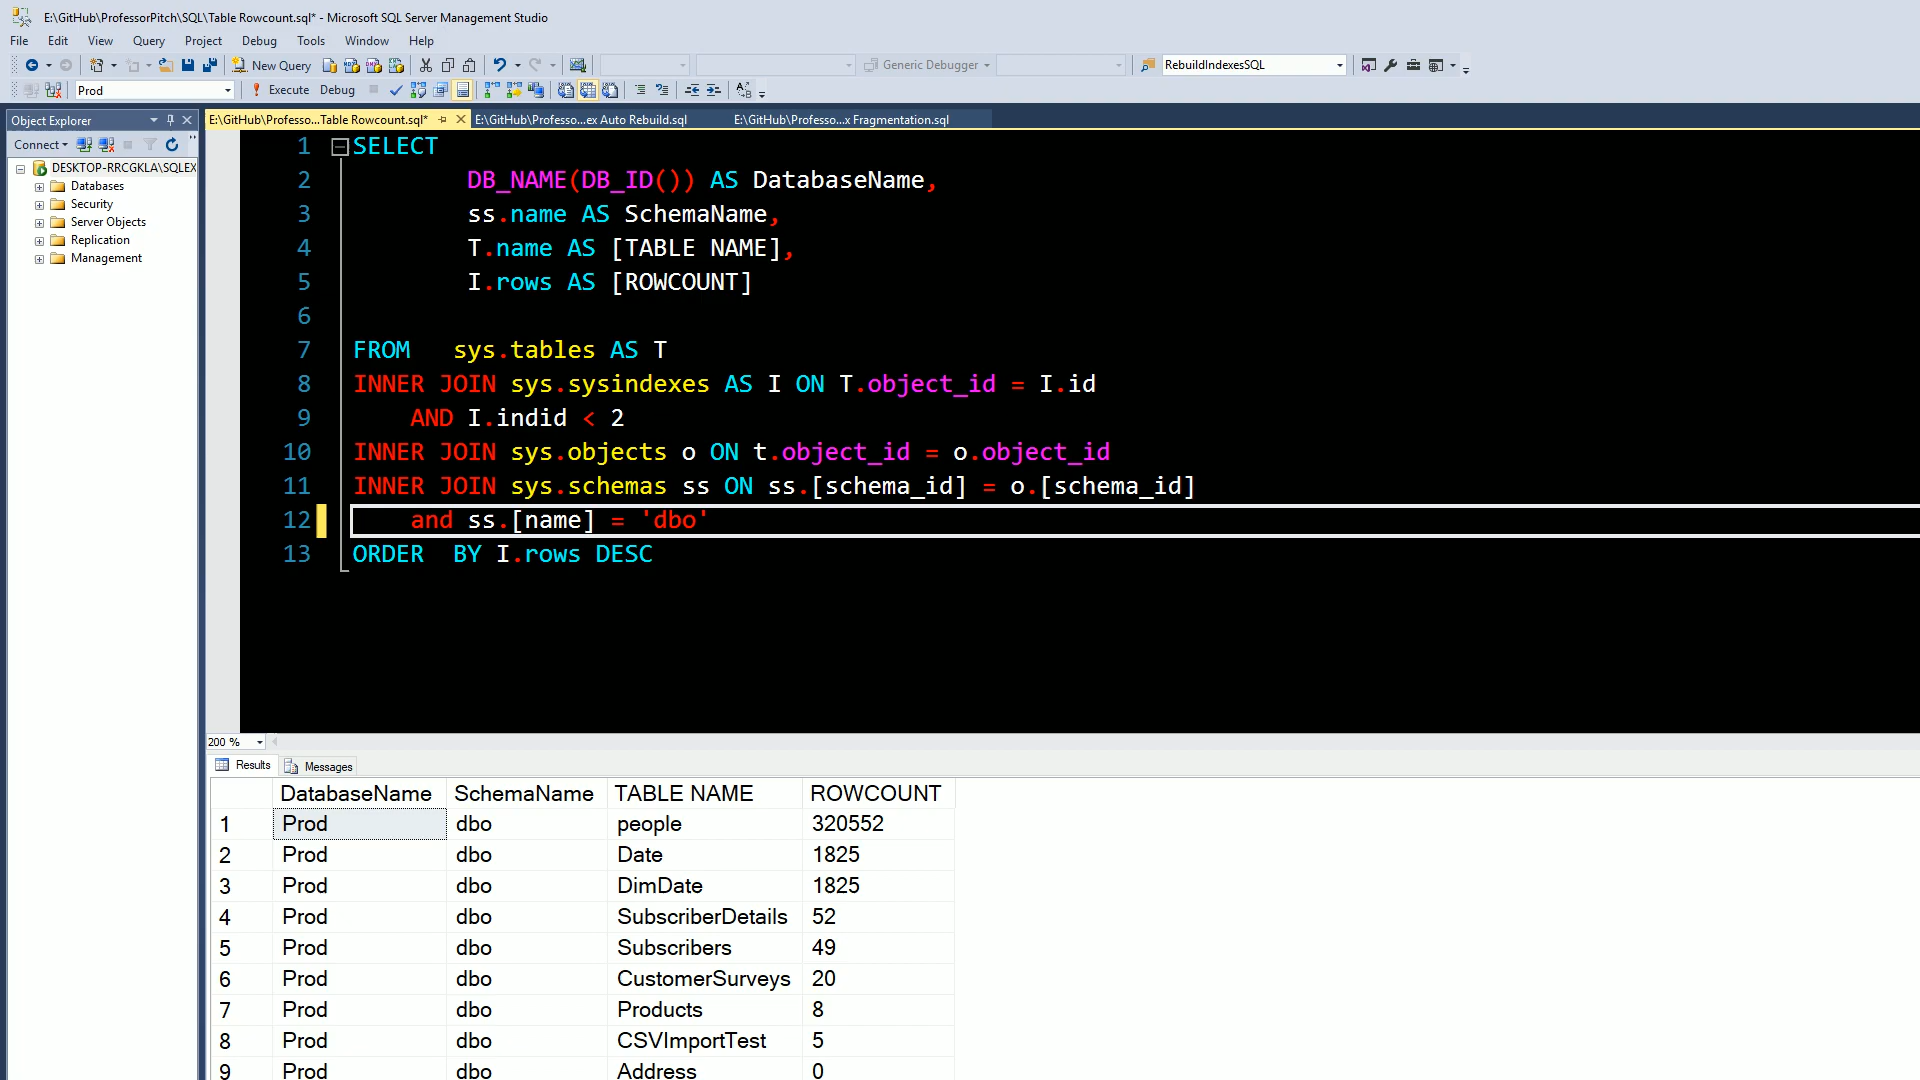 E:\GitHub\ProfessorPitch\SQL\Table Rowcount.sql* - Microsoft SQL Server Management Studio
File Edit View Query Project Debug Tools Window Help
New Query Generic Debugger RebuildIndexesSQL
Prod Execute Debug
Object Explorer
E:\GitHub\Professo...Table Rowcount.sql* E:\GitHub\Professo...ex Auto Rebuild.sql E:\GitHub\Professo...x Fragmentation.sql
Connect
DESKTOP-RRCGKLA\SQLEX
Databases
Security
Server Objects
Replication
Management
1 SELECT
2 DB_NAME(DB_ID()) AS DatabaseName,
3 ss.name AS SchemaName,
4 T.name AS [TABLE NAME],
5 I.rows AS [ROWCOUNT]
6
7 FROM sys.tables AS T
8 INNER JOIN sys.sysindexes AS I ON T.object_id = I.id
9 AND I.indid < 2
10 INNER JOIN sys.objects o ON t.object_id = o.object_id
11 INNER JOIN sys.schemas ss ON ss.[schema_id] = o.[schema_id]
12 and ss.[name] = 'dbo'
13 ORDER BY I.rows DESC
200 %
Results Messages
DatabaseName SchemaName TABLE NAME ROWCOUNT
1 Prod dbo people 320552
2 Prod dbo Date 1825
3 Prod dbo DimDate 1825
4 Prod dbo SubscriberDetails 52
5 Prod dbo Subscribers 49
6 Prod dbo CustomerSurveys 20
7 Prod dbo Products 8
8 Prod dbo CSVImportTest 5
9 Prod dbo Address 0